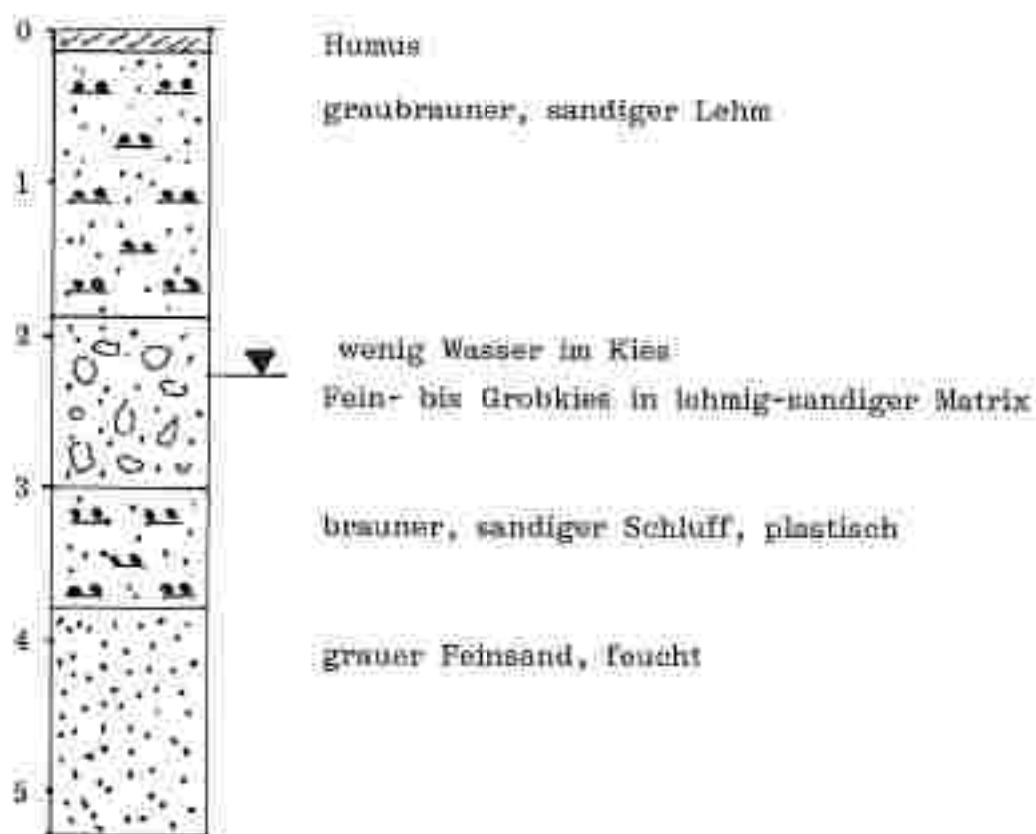 0
Humus
graubrauner, sandiger Lehm
1
2
wenig Wasser im Kies
Fein- bis Grobkies in lehmig-sandiger Matrix
3
brauner, sandiger Schluff, plastisch
4
grauer Feinsand, feucht
5